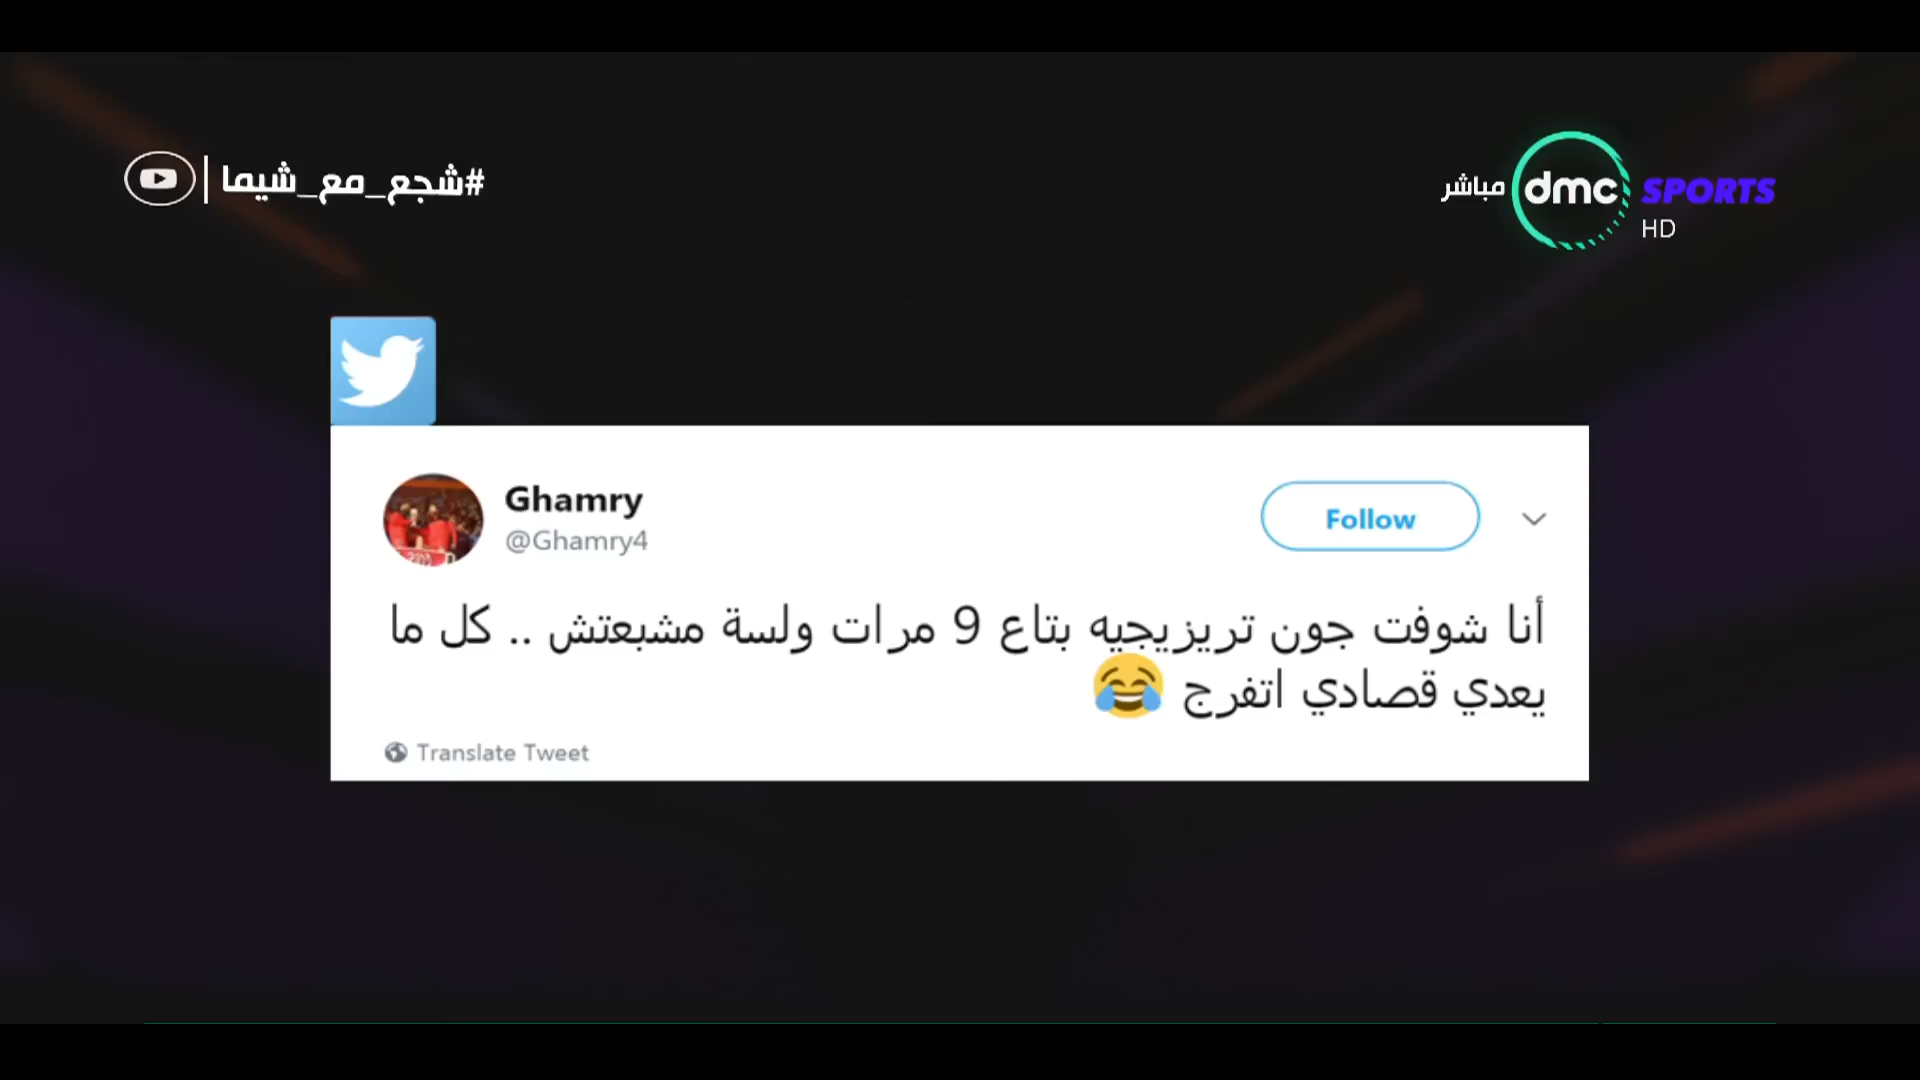 #شجع_مع_شيما
مباشر
dmc
SPORTS
HD
Ghamry
@Ghamry4
Follow
أنا شوفت جون تريزيجيه بتاع 9 مرات ولسة مشبعتش .. كل ما
يعدي قصادي اتفرج 😂
Translate Tweet